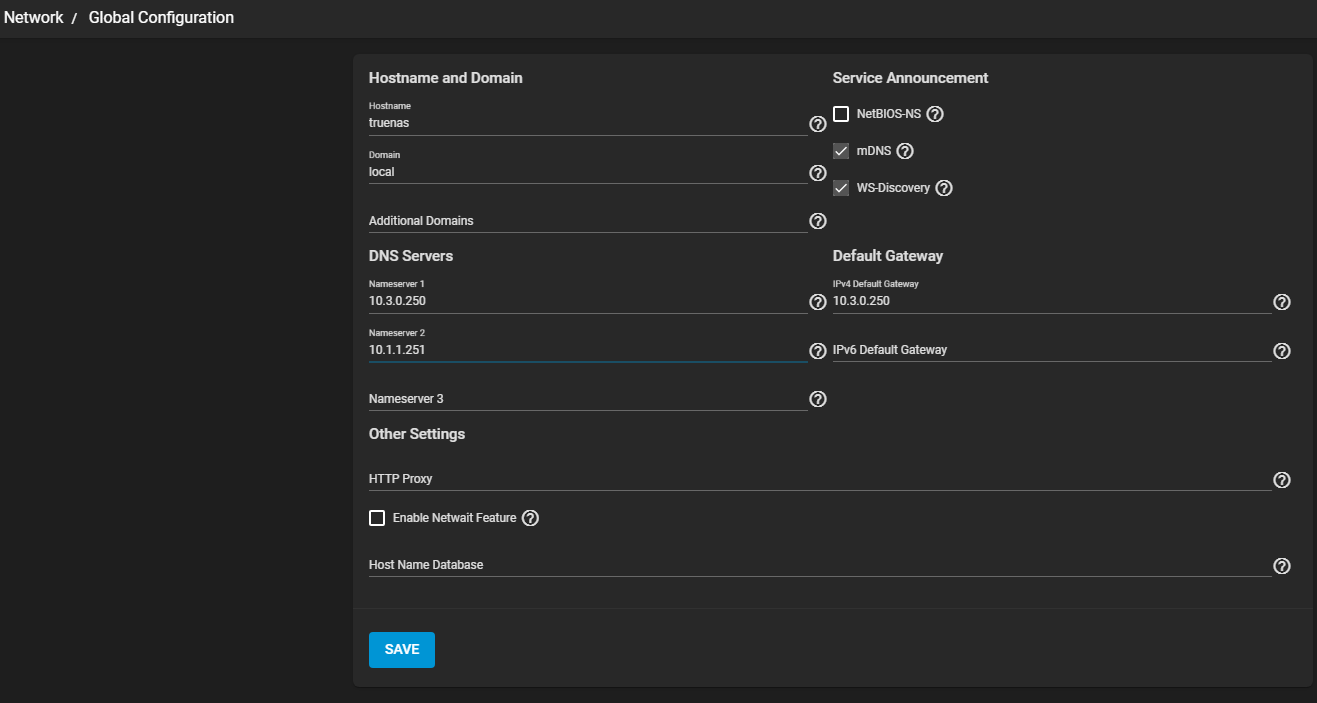 Network / Global Configuration
Hostname and Domain
Hostname
truenas
Domain
local
Additional Domains
Service Announcement
NetBIOS-NS
mDNS
WS-Discovery
DNS Servers
Nameserver 1
10.3.0.250
Nameserver 2
10.1.1.251
Nameserver 3
Default Gateway
IPv4 Default Gateway
10.3.0.250
IPv6 Default Gateway
Other Settings
HTTP Proxy
Enable Netwait Feature
Host Name Database
SAVE